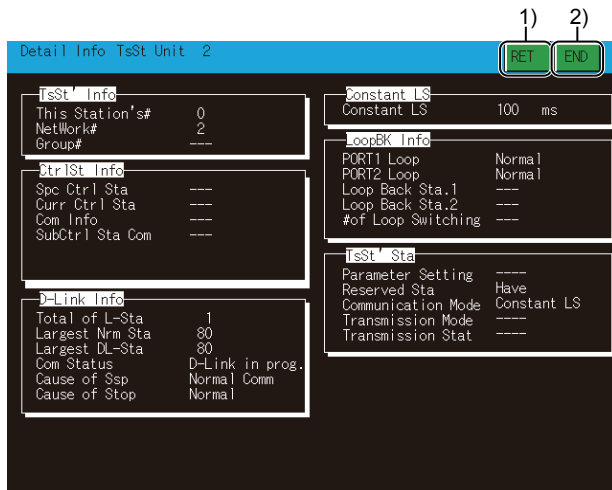 1) 2)
Detail Info TsSt Unit 2
RET END
TsSt' Info
This Station's# 0
NetWork# 2
Group# ---
CtrlSt Info
Spc Ctrl Sta ---
Curr Ctrl Sta ---
Com Info ---
SubCtrl Sta Com ---
D-Link Info
Total of L-Sta 1
Largest Nrm Sta 80
Largest DL-Sta 80
Com Status D-Link in prog.
Cause of Ssp Normal Comm
Cause of Stop Normal
Constant LS
Constant LS 100 ms
LoopBK Info
PORT1 Loop Normal
PORT2 Loop Normal
Loop Back Sta.1 ---
Loop Back Sta.2 ---
#of Loop Switching ---
TsSt' Sta
Parameter Setting ----
Reserved Sta Have
Communication Mode Constant LS
Transmission Mode ----
Transmission Stat ----